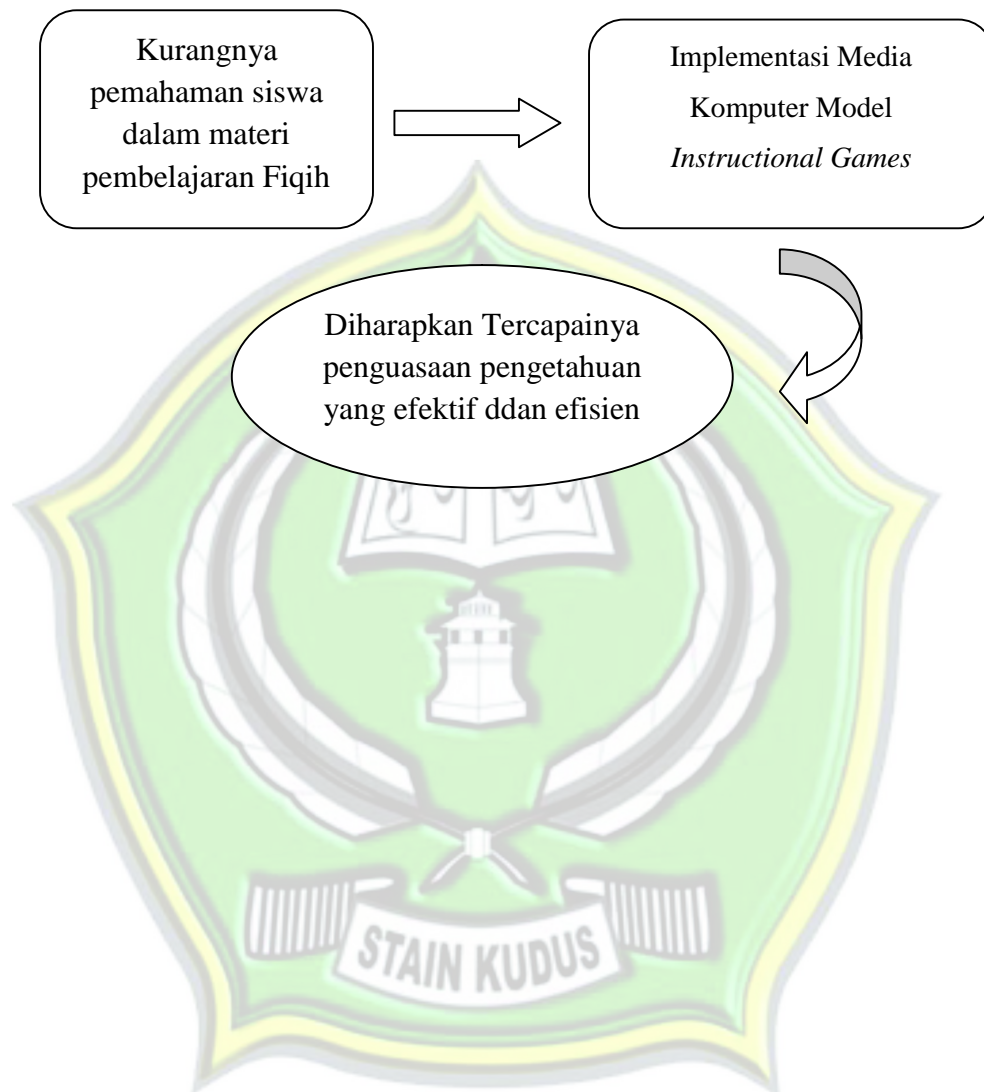 Kurangnya
pemahaman siswa
dalam materi
pembelajaran Fiqih
Implementasi Media
Komputer Model
Instructional Games
Diharapkan Tercapainya
penguasaan pengetahuan
yang efektif ddan efisien
STAIN KUDUS